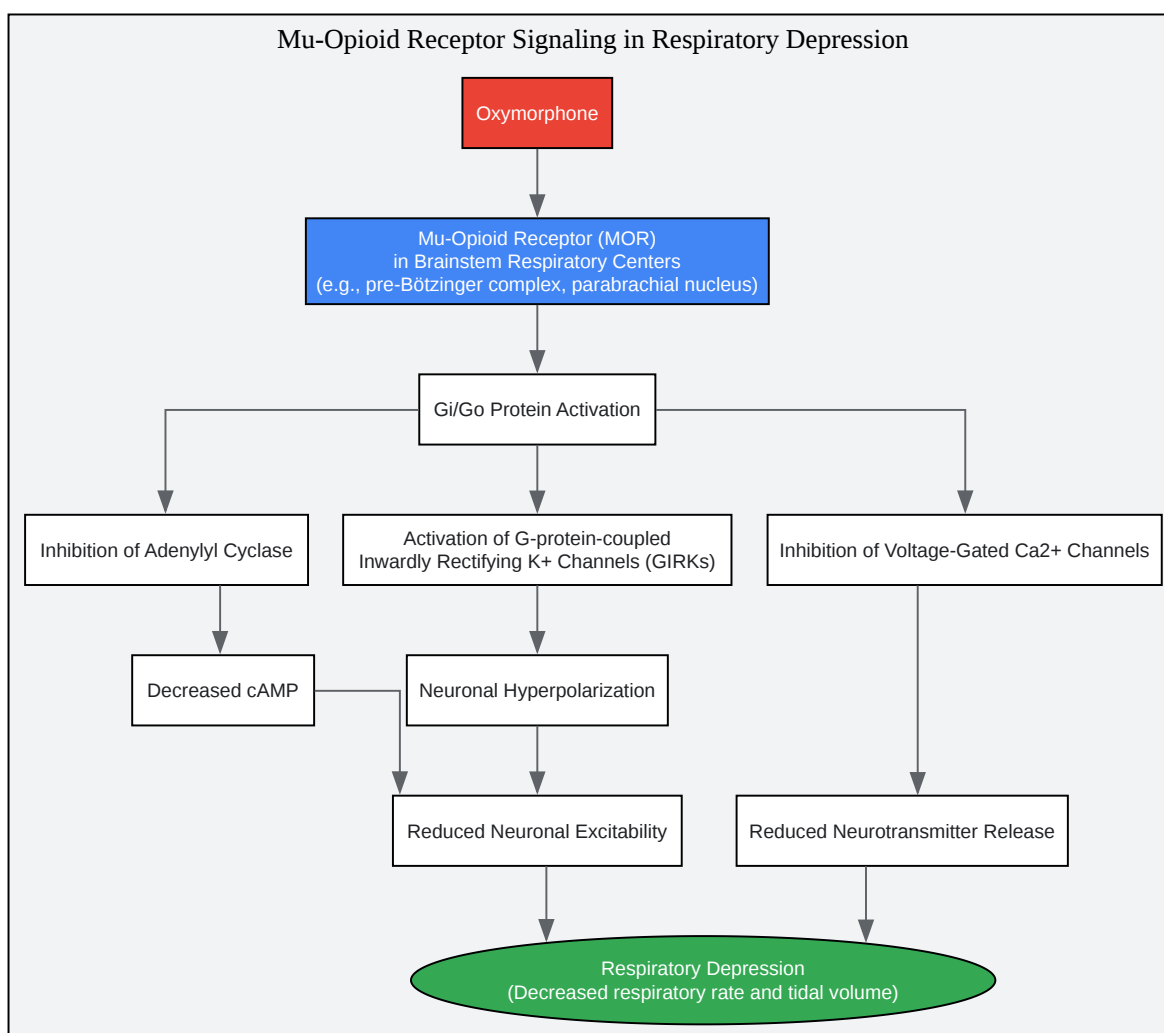 Mu-Opioid Receptor Signaling in Respiratory Depression
Oxymorphone
Mu-Opioid Receptor (MOR)
in Brainstem Respiratory Centers
(e.g., pre-Bötzinger complex, parabrachial nucleus)
Gi/Go Protein Activation
Inhibition of Adenylyl Cyclase
Activation of G-protein-coupled
Inwardly Rectifying K+ Channels (GIRKs)
Inhibition of Voltage-Gated Ca2+ Channels
Decreased cAMP
Neuronal Hyperpolarization
Reduced Neuronal Excitability
Reduced Neurotransmitter Release
Respiratory Depression
(Decreased respiratory rate and tidal volume)